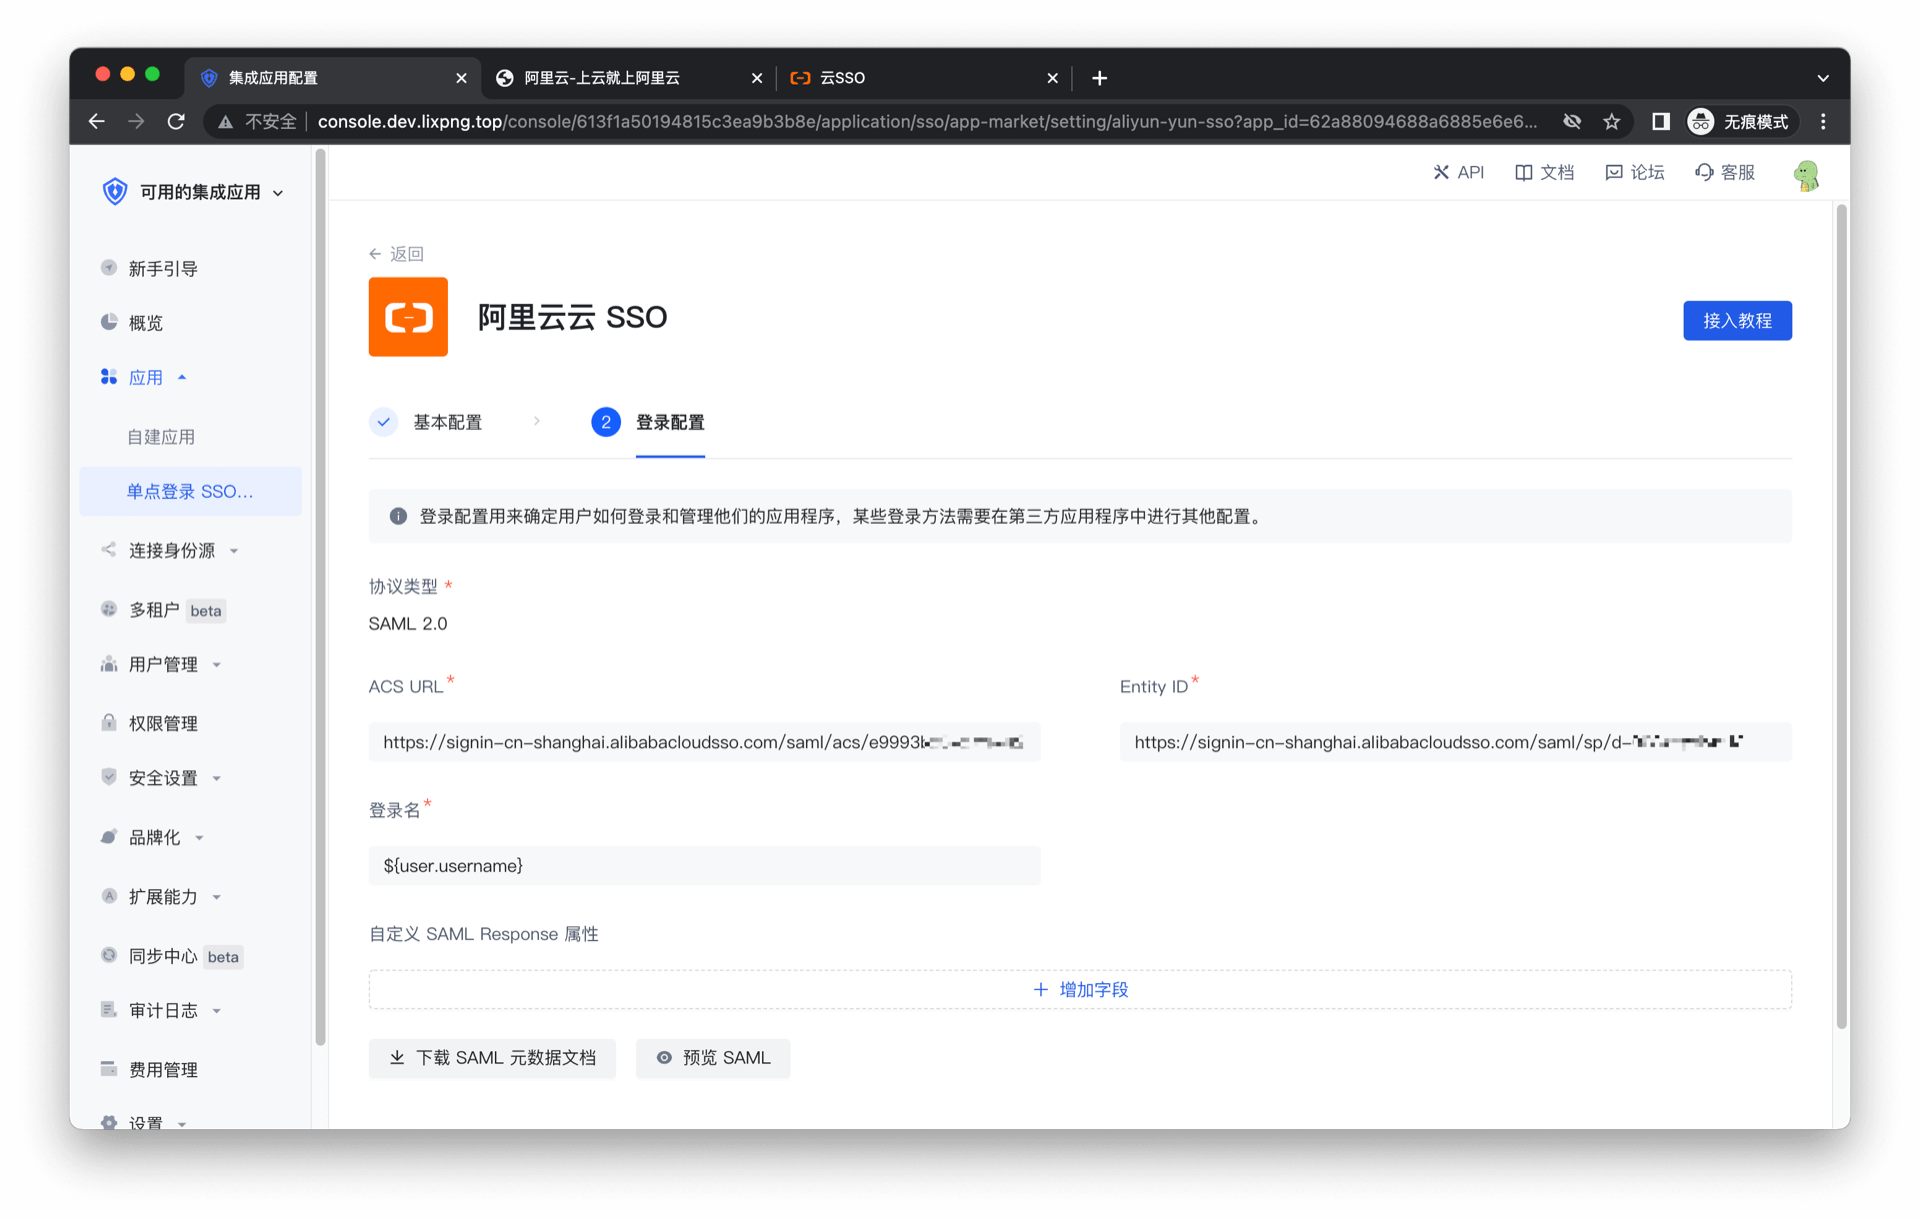 集成应用配置
阿里云-上云就上阿里云
云SSO
不安全
console.dev.lixpng.top/console/613f1a50194815c3ea9b3b8e/application/sso/app-market/setting/aliyun-yun-sso?app_id=62a88094688a6885e6e6...
无痕模式
可用的集成应用
API
文档
论坛
客服
新手引导
概览
应用
自建应用
单点登录 SSO...
连接身份源
多租户 beta
用户管理
权限管理
安全设置
品牌化
扩展能力
同步中心 beta
审计日志
费用管理
设置
返回
阿里云云 SSO
接入教程
基本配置
2 登录配置
登录配置用来确定用户如何登录和管理他们的应用程序，某些登录方法需要在第三方应用程序中进行其他配置。
协议类型 *
SAML 2.0
ACS URL *
Entity ID *
https://signin-cn-shanghai.alibabacloudsso.com/saml/acs/e9993
https://signin-cn-shanghai.alibabacloudsso.com/saml/sp/d-
登录名 *
${user.username}
自定义 SAML Response 属性
+ 增加字段
下载 SAML 元数据文档
预览 SAML